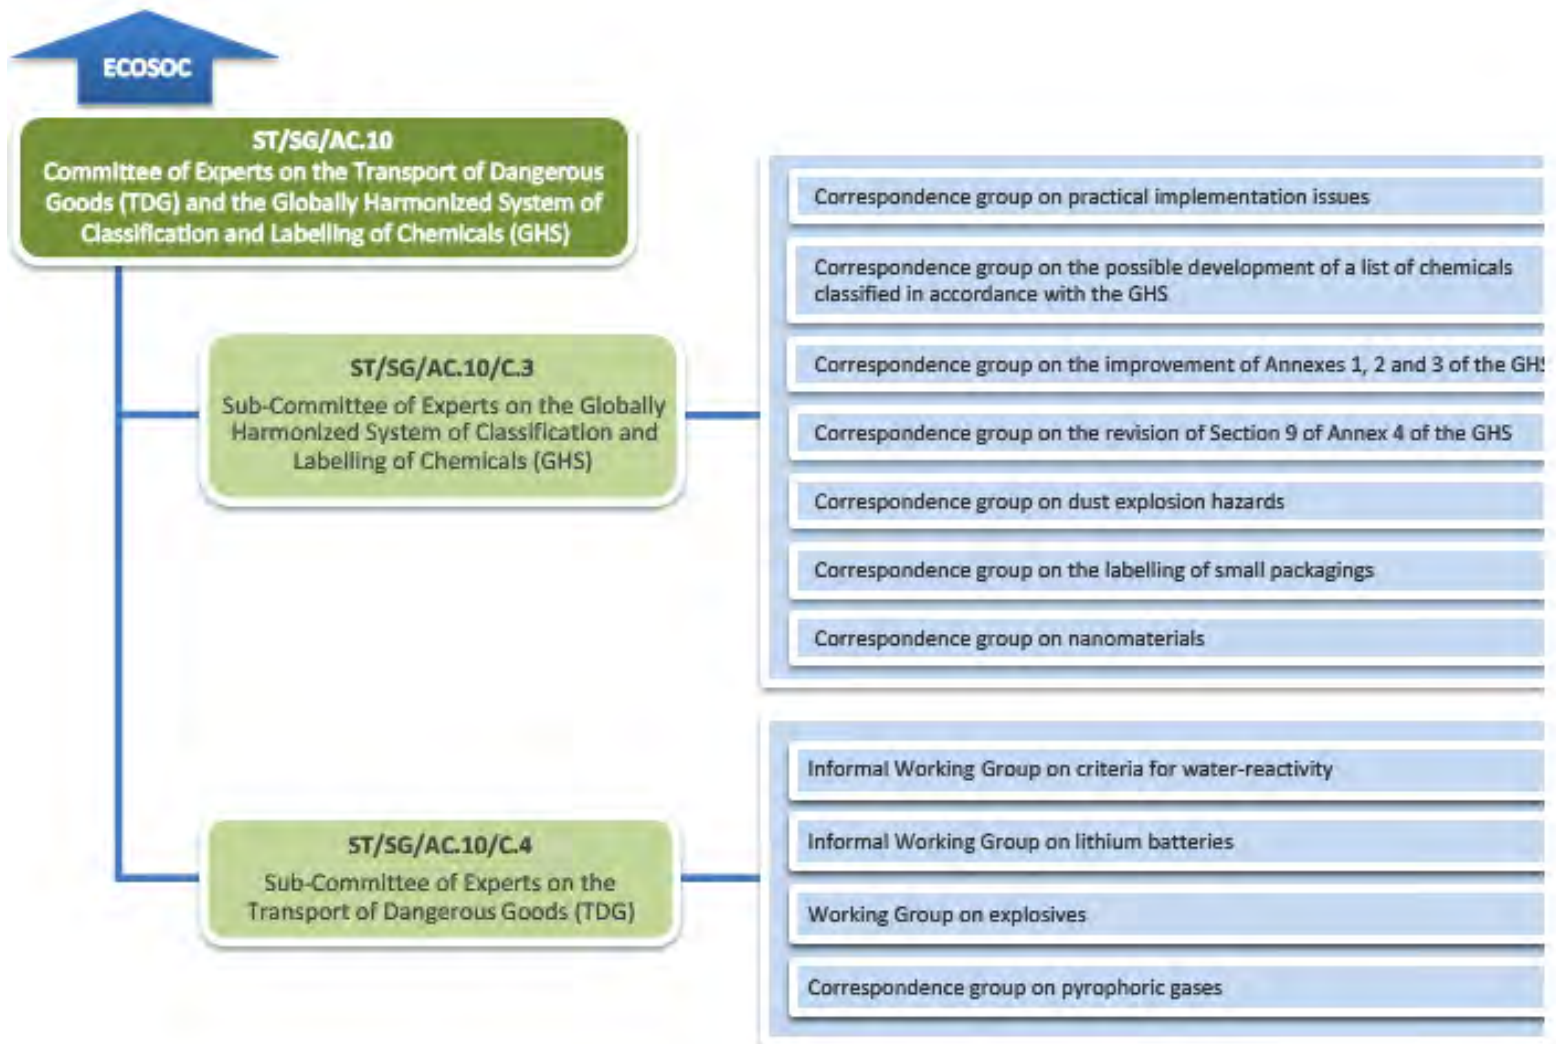 ECOSOC
ST/SG/AC.10
Committee of Experts on the Transport of Dangerous
Goods (TDG) and the Globally Harmonized System of
Classification and Labelling of Chemicals (GHS)
ST/SG/AC.10/C.3
Sub-Committee of Experts on the Globally
Harmonized System of Classification and
Labelling of Chemicals (GHS)
Correspondence group on practical implementation issues
Correspondence group on the possible development of a list of chemicals
classified in accordance with the GHS
Correspondence group on the improvement of Annexes 1, 2 and 3 of the GHS
Correspondence group on the revision of Section 9 of Annex 4 of the GHS
Correspondence group on dust explosion hazards
Correspondence group on the labelling of small packagings
Correspondence group on nanomaterials
ST/SG/AC.10/C.4
Sub-Committee of Experts on the
Transport of Dangerous Goods (TDG)
Informal Working Group on criteria for water-reactivity
Informal Working Group on lithium batteries
Working Group on explosives
Correspondence group on pyrophoric gases